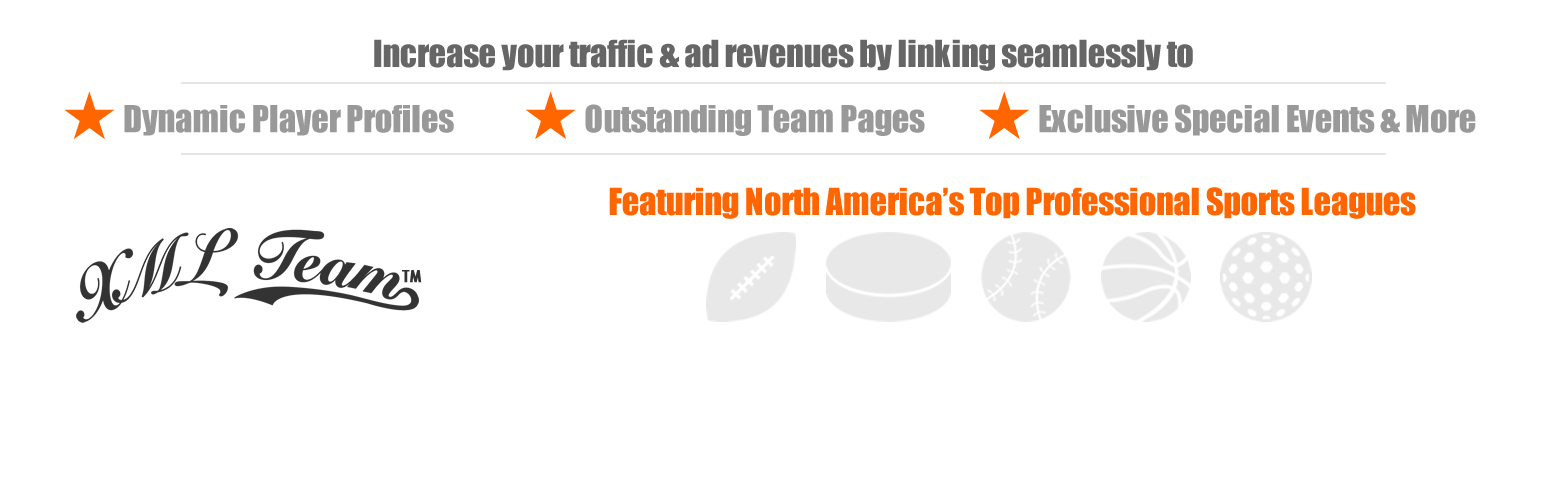 Increase your traffic & ad revenues by linking seamlessly to
Dynamic Player Profiles
Outstanding Team Pages
Exclusive Special Events & More
Featuring North America’s Top Professional Sports Leagues
XML Team™